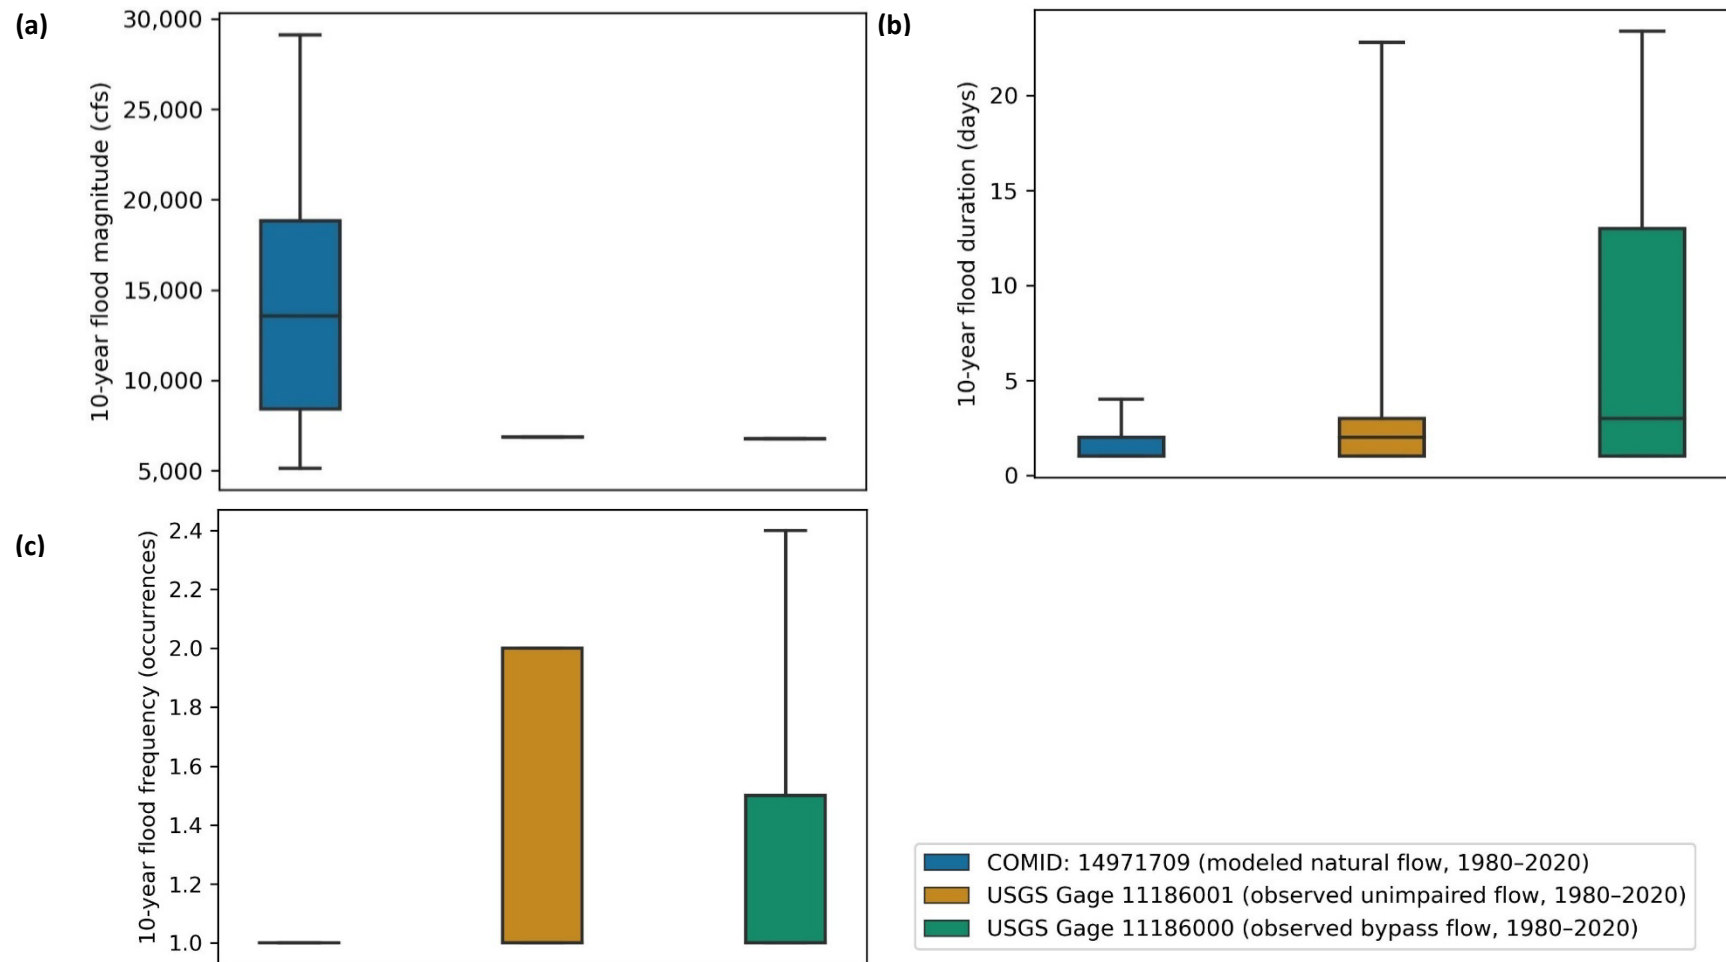 (a)
10-year flood magnitude (cfs)
30,000
25,000
20,000
15,000
10,000
5,000
(b)
10-year flood duration (days)
20
15
10
5
0
(c)
10-year flood frequency (occurrences)
2.4
2.2
2.0
1.8
1.6
1.4
1.2
1.0
COMID: 14971709 (modeled natural flow, 1980–2020)
USGS Gage 11186001 (observed unimpaired flow, 1980–2020)
USGS Gage 11186000 (observed bypass flow, 1980–2020)